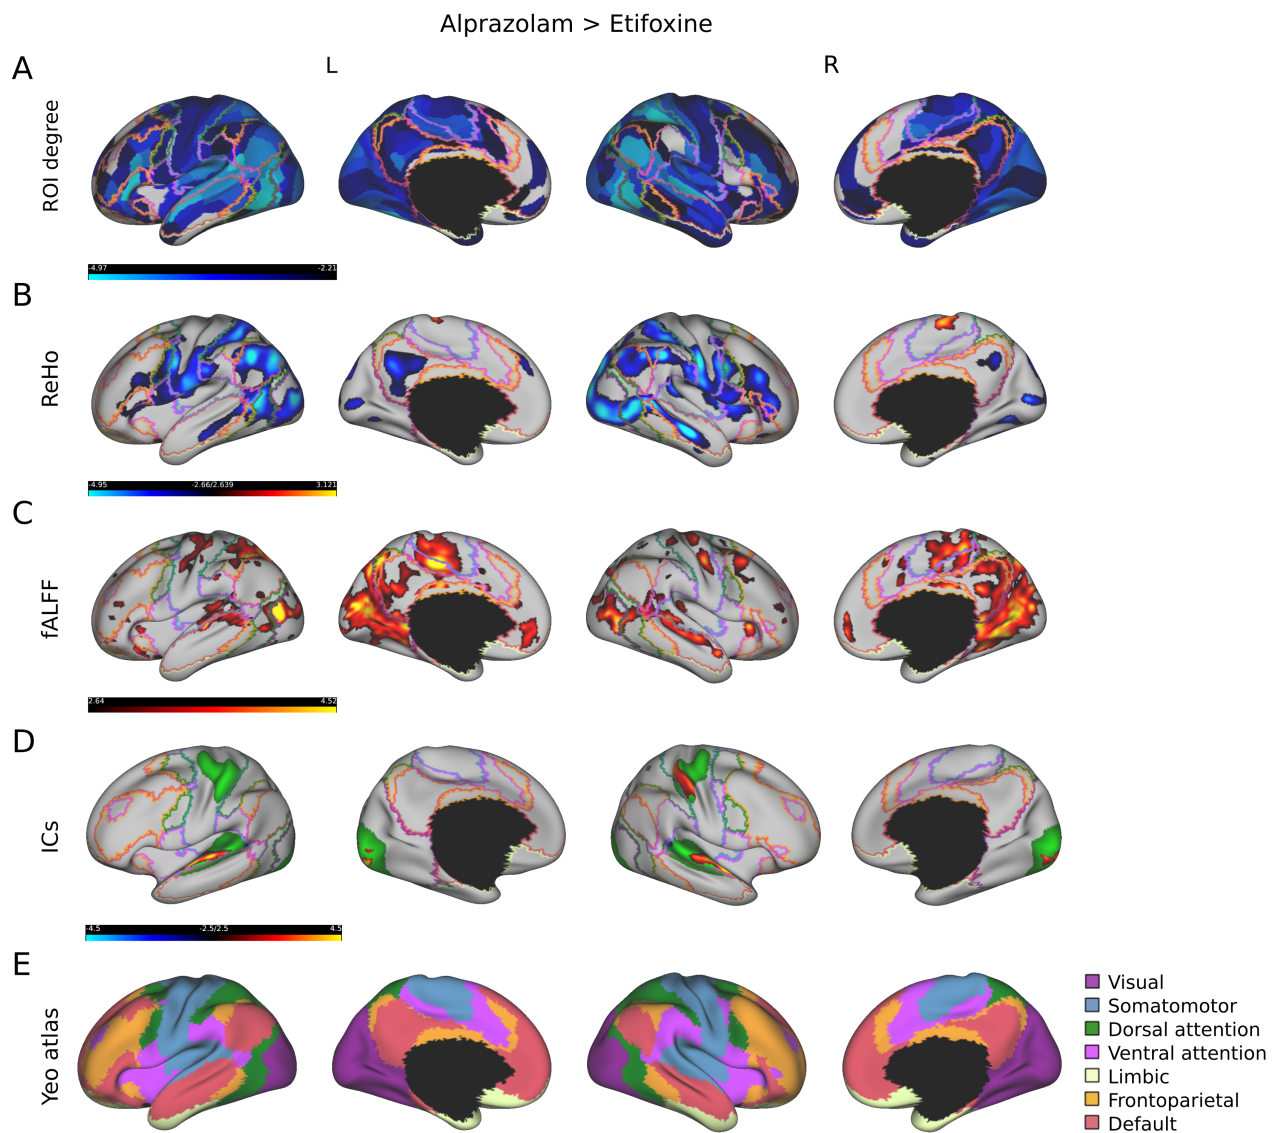 Alprazolam > Etifoxine
A
L
R
ROI degree
-4.97
-2.21
B
ReHo
-4.95
-2.66/2.639
3.121
C
fALFF
2.64
4.52
D
ICs
-4.5
-2.5/2.5
4.5
E
Yeo atlas
Visual
Somatomotor
Dorsal attention
Ventral attention
Limbic
Frontoparietal
Default